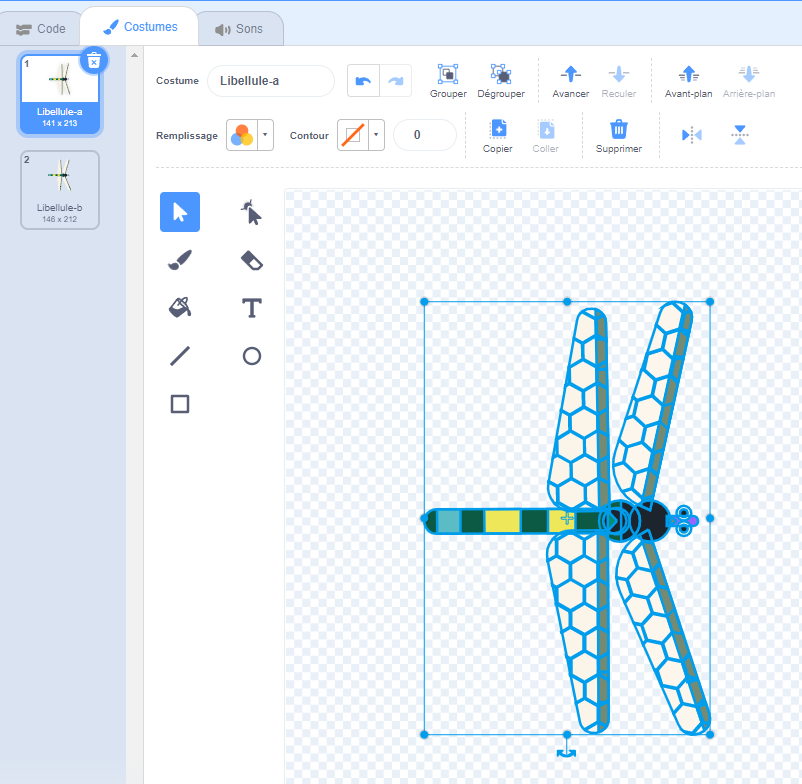 Code
Costumes
Sons
1
Libellule-a
141 x 213
2
Libellule-b
146 x 212
Costume
Libellule-a
Grouper
Dégrouper
Avancer
Reculer
Avant-plan
Arrière-plan
Remplissage
Contour
0
Copier
Coller
Supprimer
T